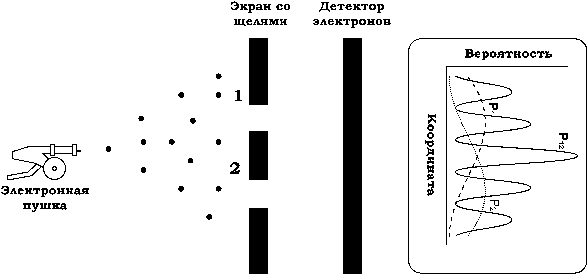 Экран со
щелями
Детектор
электронов
Вероятность
1
P₁
P₁₂
Координата
2
Электронная
пушка
P₂